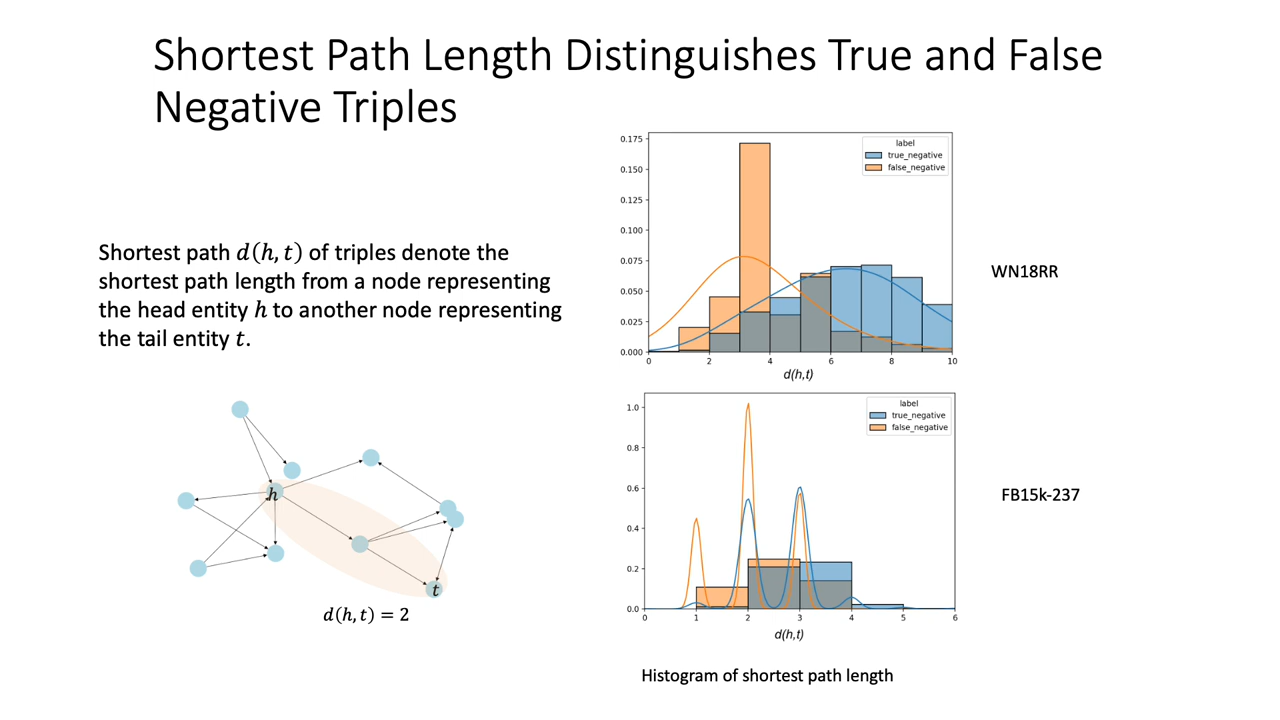 Shortest Path Length Distinguishes True and False
Negative Triples
Shortest path d(h, t) of triples denote the
shortest path length from a node representing
the head entity h to another node representing
the tail entity t.
h
t
d(h, t) = 2
label
true_negative
false_negative
0.175
0.150
0.125
0.100
0.075
0.050
0.025
0.000
0 2 4 6 8 10
d(h,t)
WN18RR
label
true_negative
false_negative
1.0
0.8
0.6
0.4
0.2
0.0
0 1 2 3 4 5 6
d(h,t)
FB15k-237
Histogram of shortest path length